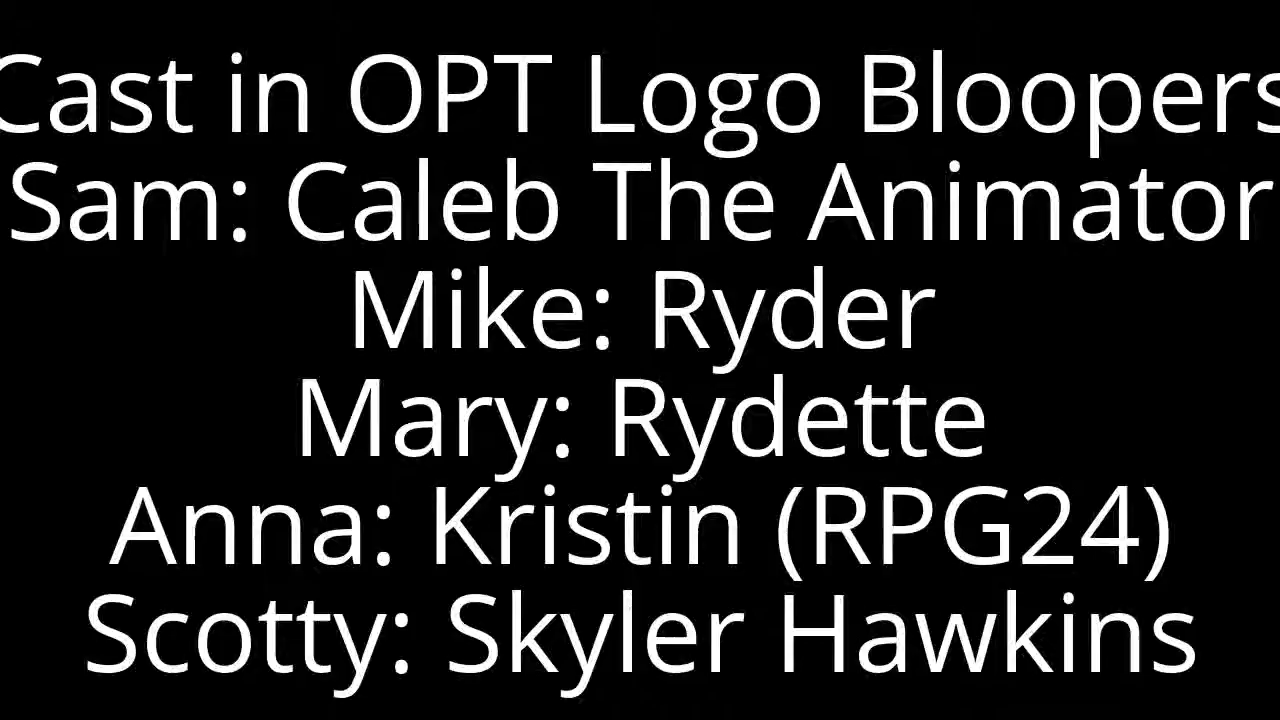 Cast in OPT Logo Bloopers
Sam: Caleb The Animator
Mike: Ryder
Mary: Rydette
Anna: Kristin (RPG24)
Scotty: Skyler Hawkins